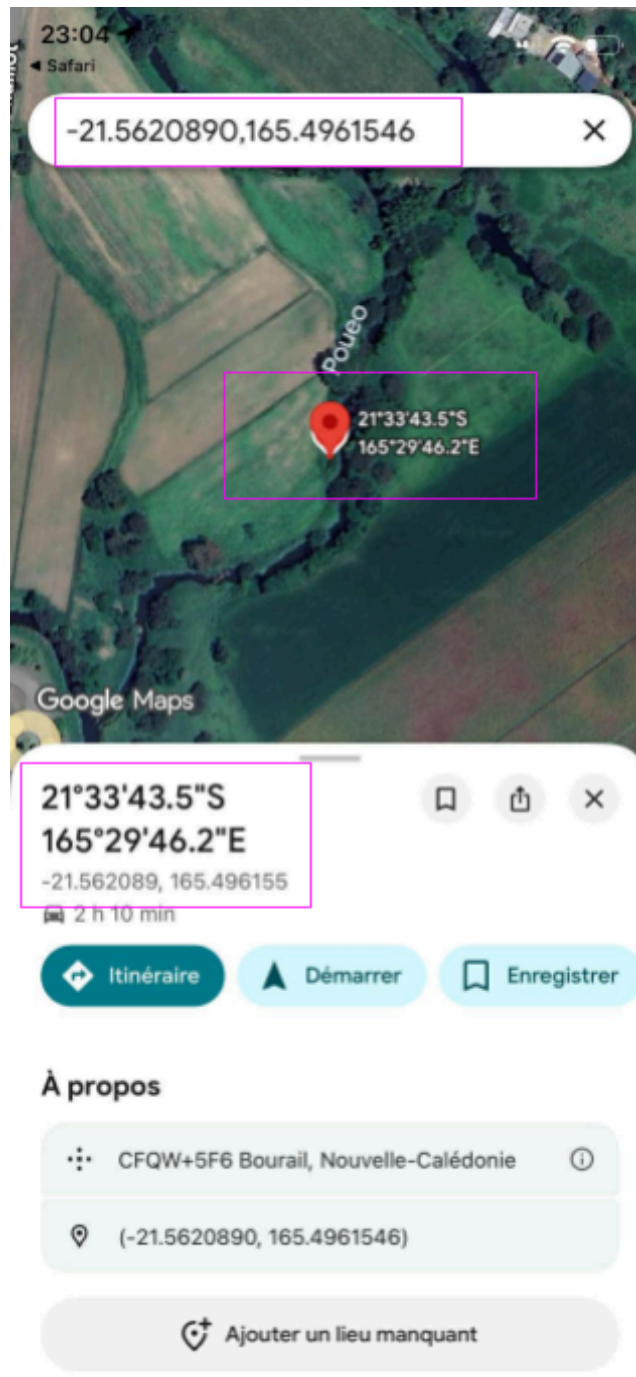 23:04
◄ Safari
-21.5620890,165.4961546
Poueo
21°33'43.5"S
165°29'46.2"E
Google Maps
21°33'43.5"S
165°29'46.2"E
-21.562089, 165.496155
2 h 10 min
Itinéraire
Démarrer
Enregistrer
À propos
CFQW+5F6 Bourail, Nouvelle-Calédonie
(-21.5620890, 165.4961546)
Ajouter un lieu manquant